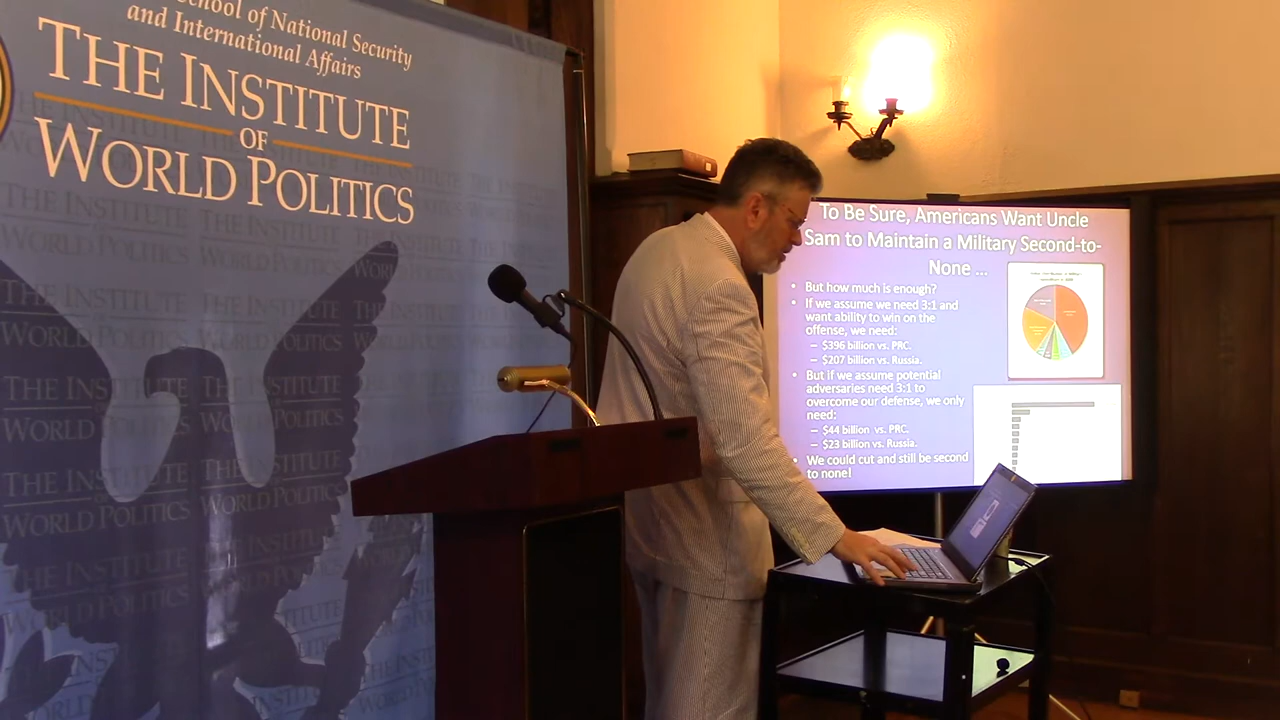 School of National Security
and International Affairs
THE INSTITUTE
OF
WORLD POLITICS
To Be Sure, Americans Want Uncle
Sam to Maintain a Military Second-to-
None ...
• But how much is enough?
• If we assume we need 3:1 and
want ability to win on the
offense, we need:
– $396 billion vs. PRC.
– $207 billion vs. Russia.
• But if we assume potential
adversaries need 3:1 to
overcome our defense, we only
need:
– $44 billion vs. PRC.
– $23 billion vs. Russia.
• We could cut and still be second
to none!